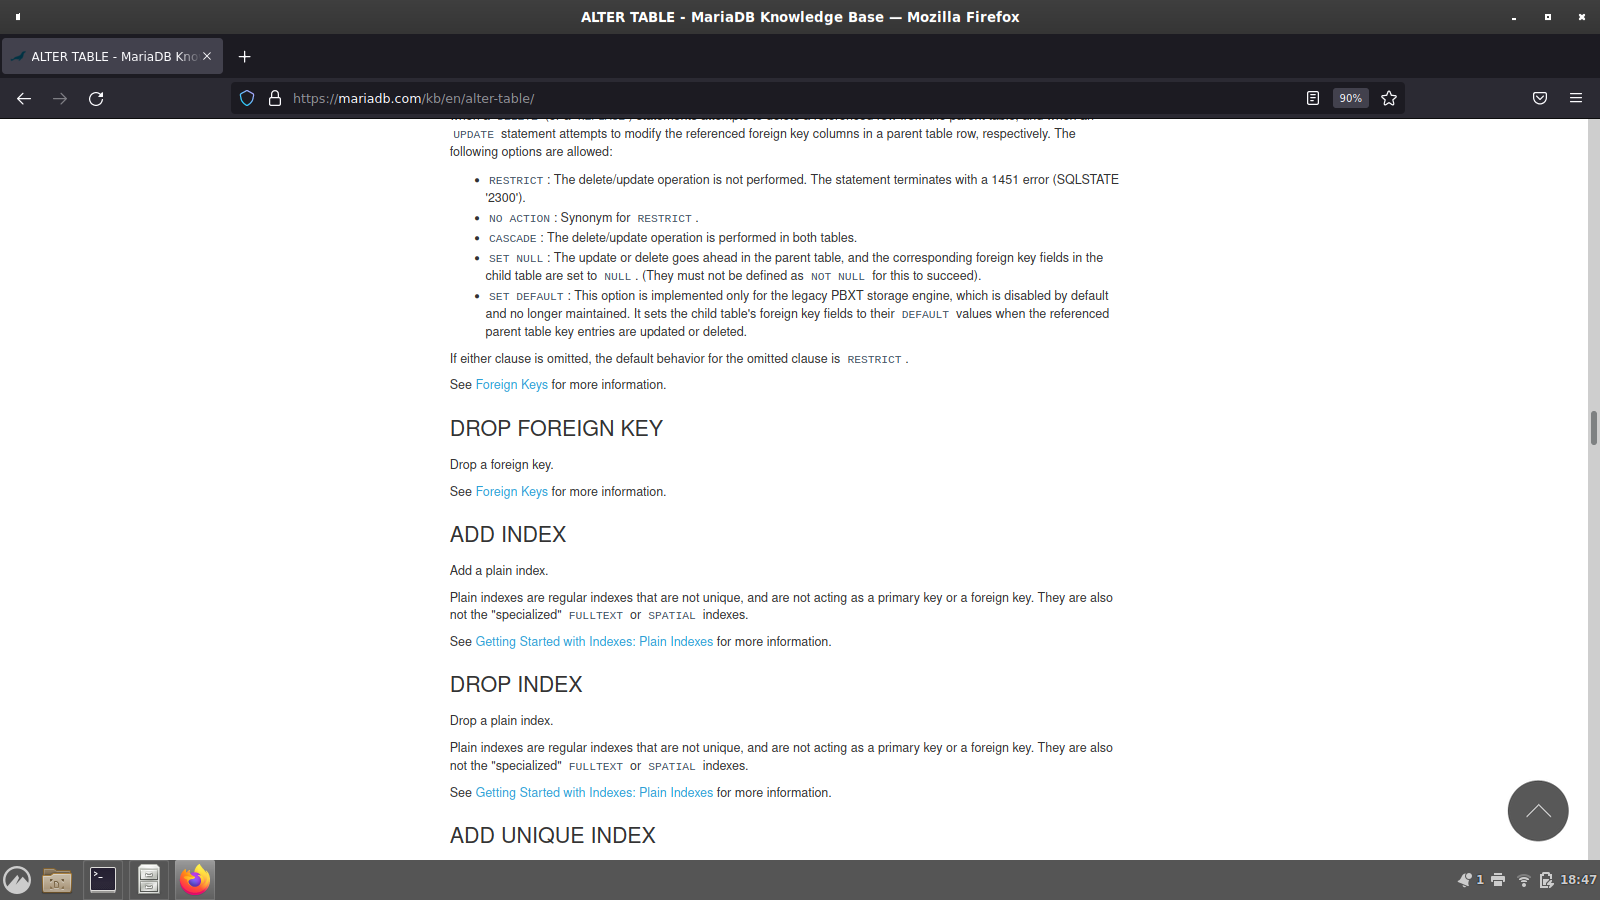 ALTER TABLE - MariaDB Knowledge Base — Mozilla Firefox
ALTER TABLE - MariaDB Kno
https://mariadb.com/kb/en/alter-table/
90%
UPDATE statement attempts to modify the referenced foreign key columns in a parent table row, respectively. The
following options are allowed:
• RESTRICT : The delete/update operation is not performed. The statement terminates with a 1451 error (SQLSTATE
'2300').
• NO ACTION : Synonym for RESTRICT .
• CASCADE : The delete/update operation is performed in both tables.
• SET NULL : The update or delete goes ahead in the parent table, and the corresponding foreign key fields in the
child table are set to NULL . (They must not be defined as NOT NULL for this to succeed).
• SET DEFAULT : This option is implemented only for the legacy PBXT storage engine, which is disabled by default
and no longer maintained. It sets the child table's foreign key fields to their DEFAULT values when the referenced
parent table key entries are updated or deleted.
If either clause is omitted, the default behavior for the omitted clause is RESTRICT .
See Foreign Keys for more information.
DROP FOREIGN KEY
Drop a foreign key.
See Foreign Keys for more information.
ADD INDEX
Add a plain index.
Plain indexes are regular indexes that are not unique, and are not acting as a primary key or a foreign key. They are also
not the "specialized" FULLTEXT or SPATIAL indexes.
See Getting Started with Indexes: Plain Indexes for more information.
DROP INDEX
Drop a plain index.
Plain indexes are regular indexes that are not unique, and are not acting as a primary key or a foreign key. They are also
not the "specialized" FULLTEXT or SPATIAL indexes.
See Getting Started with Indexes: Plain Indexes for more information.
ADD UNIQUE INDEX
1
18:47